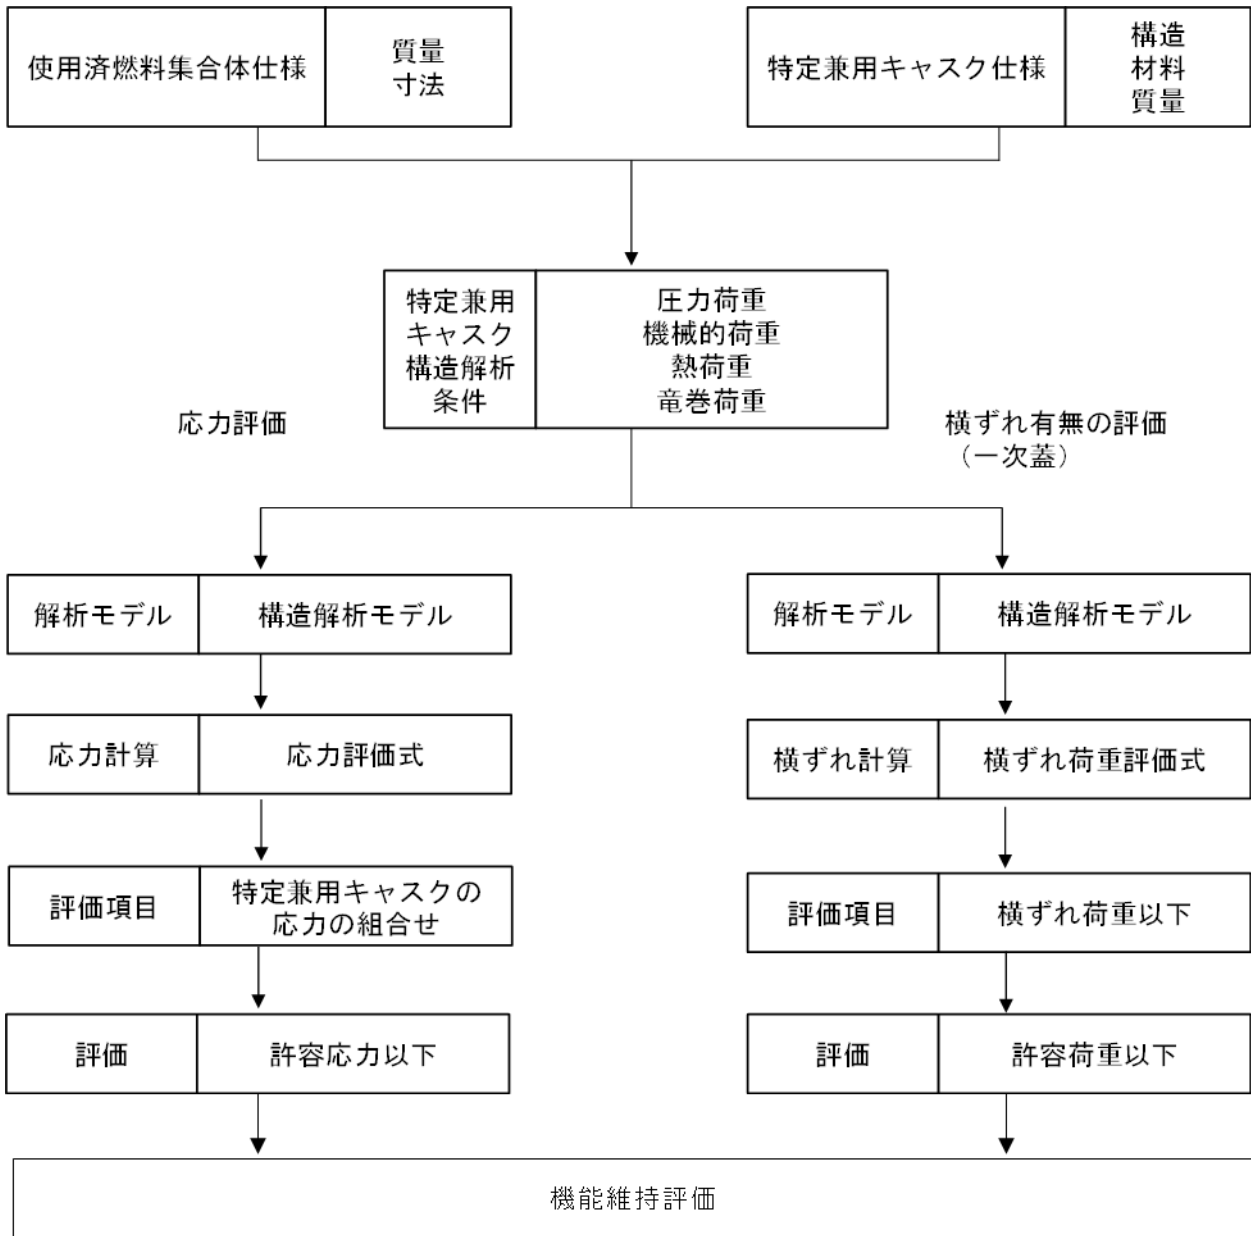 使用済燃料集合体仕様
質量
寸法
特定兼用キャスク仕様
構造
材料
質量
特定兼用
キャスク
構造解析
条件
圧力荷重
機械的荷重
熱荷重
竜巻荷重
応力評価
横ずれ有無の評価
（一次蓋）
解析モデル
構造解析モデル
応力計算
応力評価式
評価項目
特定兼用キャスクの
応力の組合せ
評価
許容応力以下
解析モデル
構造解析モデル
横ずれ計算
横ずれ荷重評価式
評価項目
横ずれ荷重以下
評価
許容荷重以下
機能維持評価